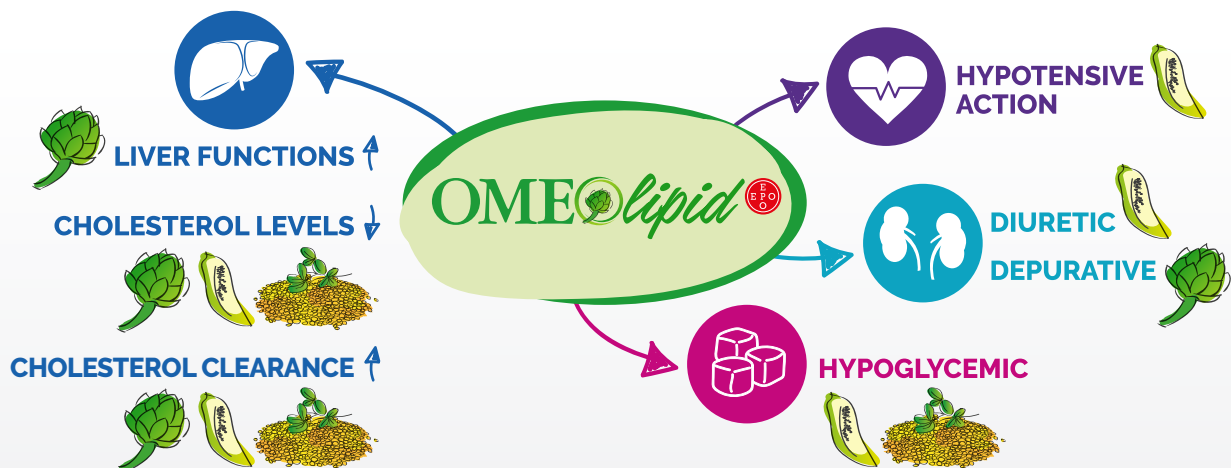 LIVER FUNCTIONS
CHOLESTEROL LEVELS
CHOLESTEROL CLEARANCE
OMEOlipid
E
EPO
O
HYPOTENSIVE
ACTION
DIURETIC
DEPURATIVE
HYPOGLYCEMIC